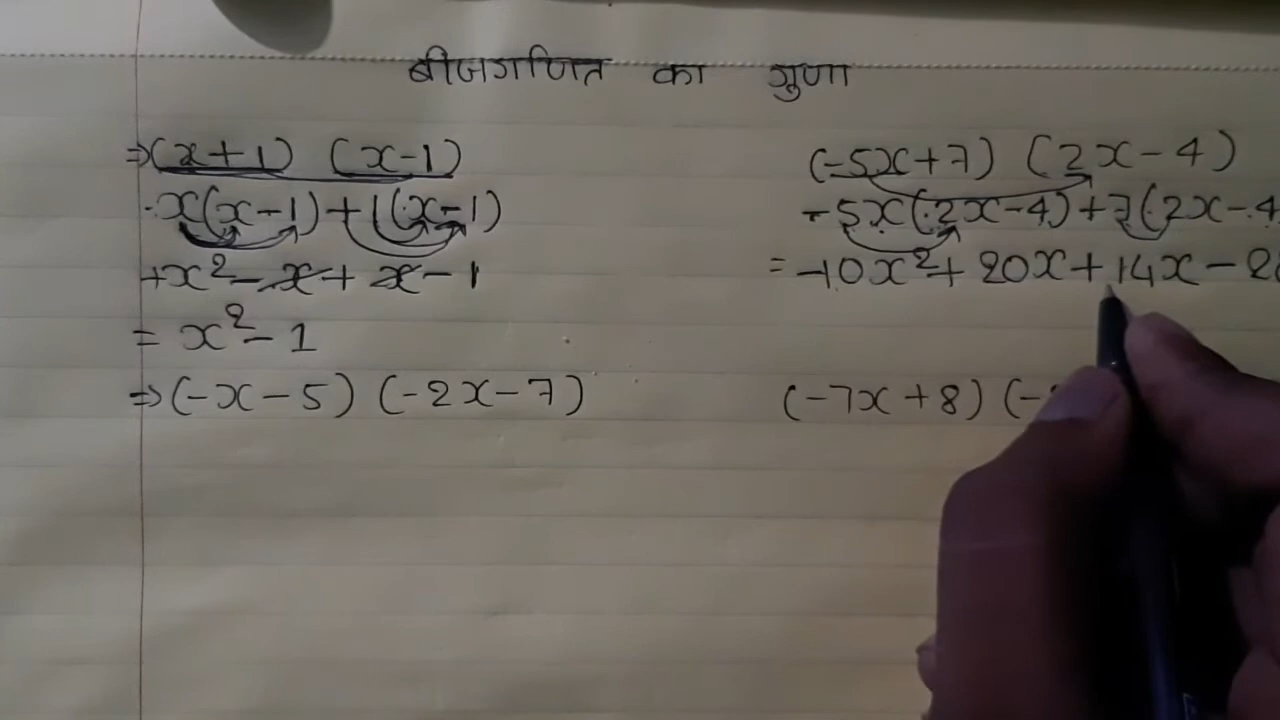 बीजगणित का गुणा
⇒(x+1) (x-1)
x(x-1)+1(x-1)
+x²-x+x-1
= x²-1
⇒(-x-5) (-2x-7)
(-5x+7) (2x-4)
-5x(2x-4)+7(2x-4
= -10x²+20x+14x-2
(-7x+8) (-